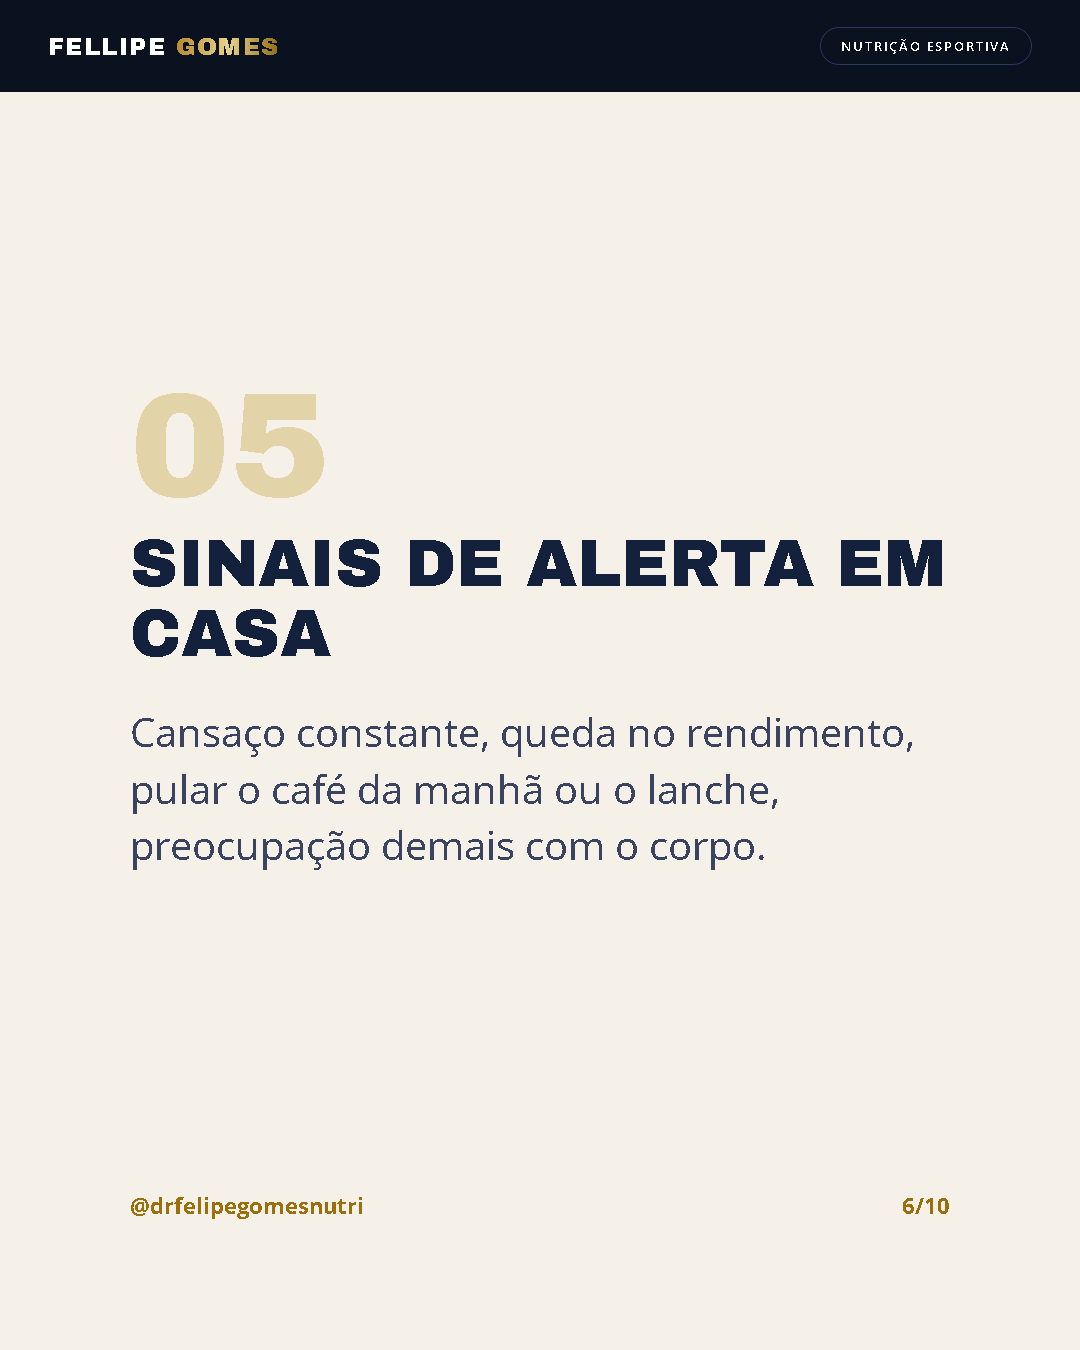 FELLIPE GOMES
NUTRIÇÃO ESPORTIVA
05
SINAIS DE ALERTA EM
CASA
Cansaço constante, queda no rendimento,
pular o café da manhã ou o lanche,
preocupação demais com o corpo.
@drfelipegomesnutri
6/10